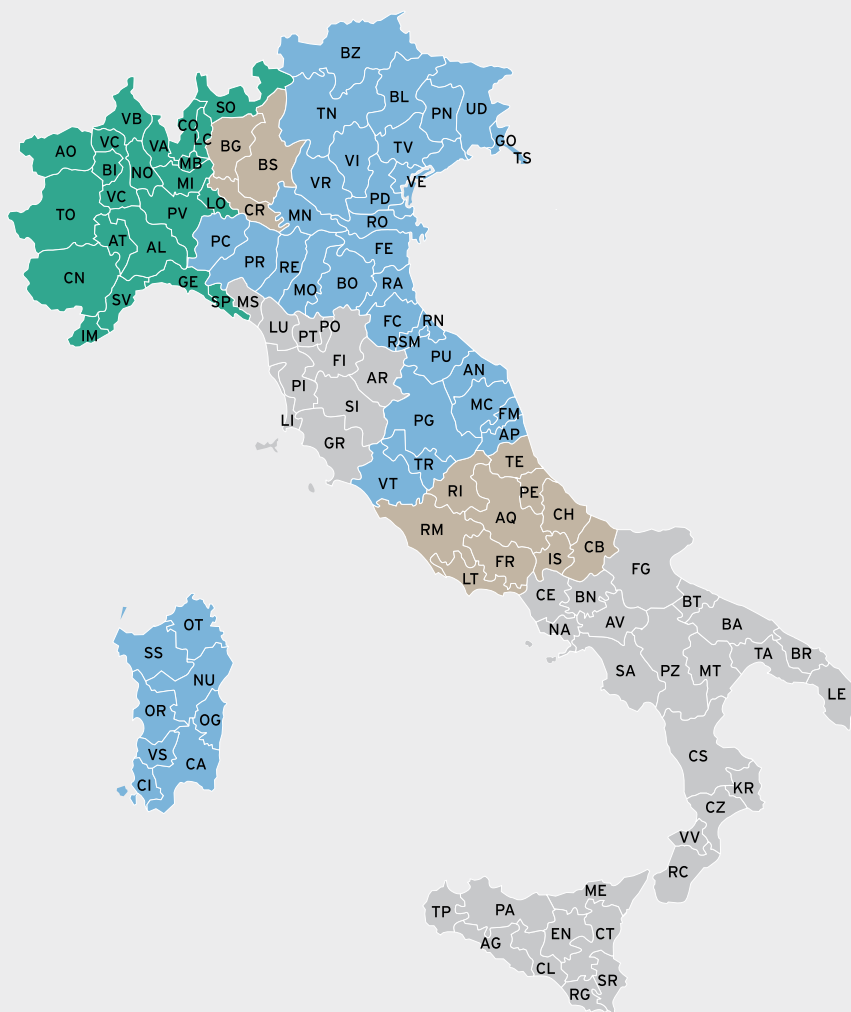 BZ
BL
TN
PN
UD
SO
VB
CO
LC
VC
VA
BG
TV
GO
TS
AO
MB
BS
VI
BI
NO
MI
VR
VE
VC
LO
PD
TO
PV
CR
MN
RO
AT
AL
PC
FE
PR
RE
CN
GE
MO
BO
RA
SV
SP
MS
IM
LU
PT
PO
FC
RN
RSM
FI
PU
AN
PI
AR
SI
MC
FM
LI
PG
AP
GR
TR
TE
VT
RI
PE
RM
AQ
CH
CB
FR
IS
LT
FG
CE
BN
BT
OT
NA
AV
BA
SS
SA
PZ
MT
TA
BR
NU
LE
OR
OG
VS
CA
CI
CS
KR
CZ
VV
RC
ME
TP
PA
AG
EN
CT
CL
SR
RG